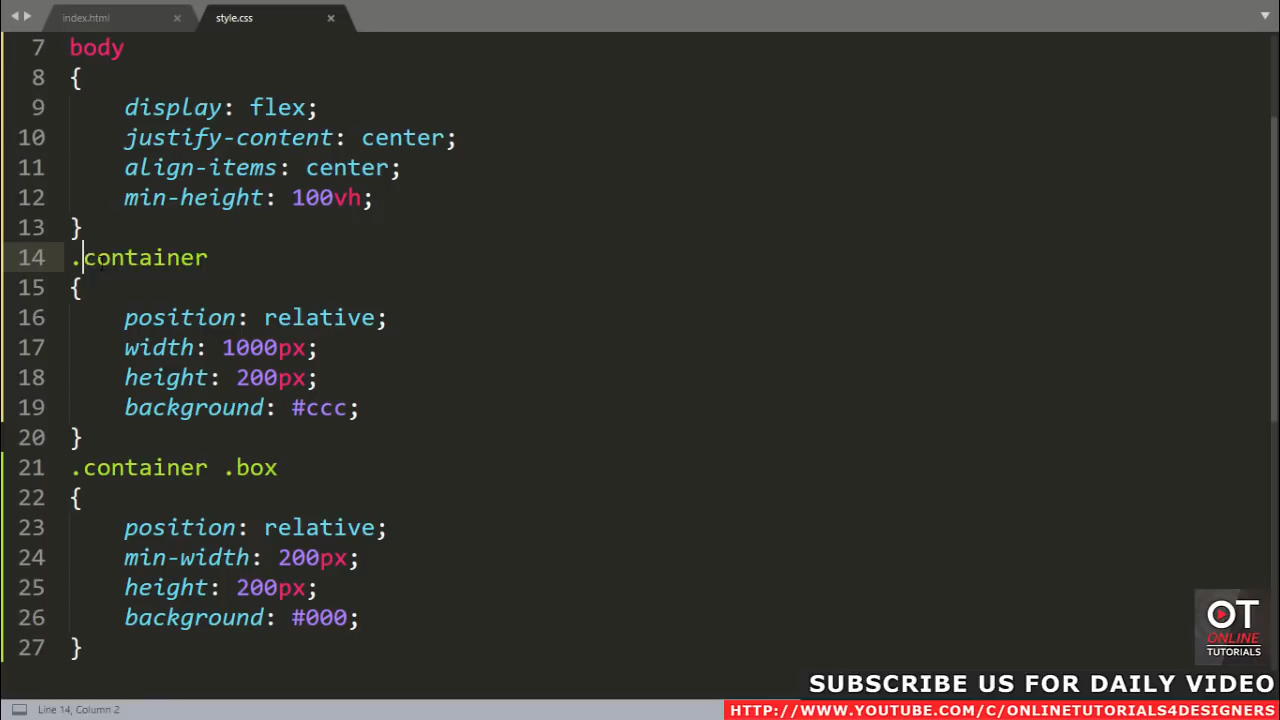 index.html × style.css ×
7 body
8 {
9 display: flex;
10 justify-content: center;
11 align-items: center;
12 min-height: 100vh;
13 }
14 .container
15 {
16 position: relative;
17 width: 1000px;
18 height: 200px;
19 background: #ccc;
20 }
21 .container .box
22 {
23 position: relative;
24 min-width: 200px;
25 height: 200px;
26 background: #000;
27 }
OT
ONLINE
TUTORIALS
SUBSCRIBE US FOR DAILY VIDEO
Line 14, Column 2
HTTP://WWW.YOUTUBE.COM/C/ONLINETUTORIALS4DESIGNERS